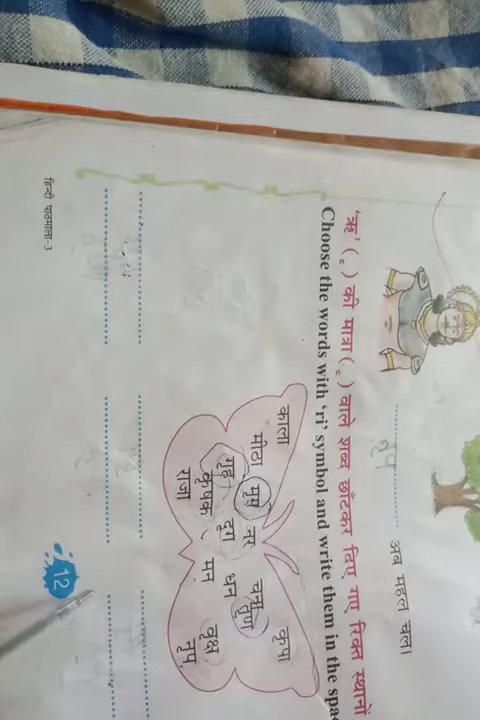 नृप अब महल चलो।
'ऋ' ( ृ ) की मात्रा ( ृ ) वाले शब्द छाँटकर दिए गए रिक्त स्थानों
Choose the words with 'ri' symbol and write them in the spa
काला कृपा
मीठा मृग नर चना
गृह धन तृण
कृषक मन वृक्ष
राजा नृप
हिन्दी पाठमाला-3 12